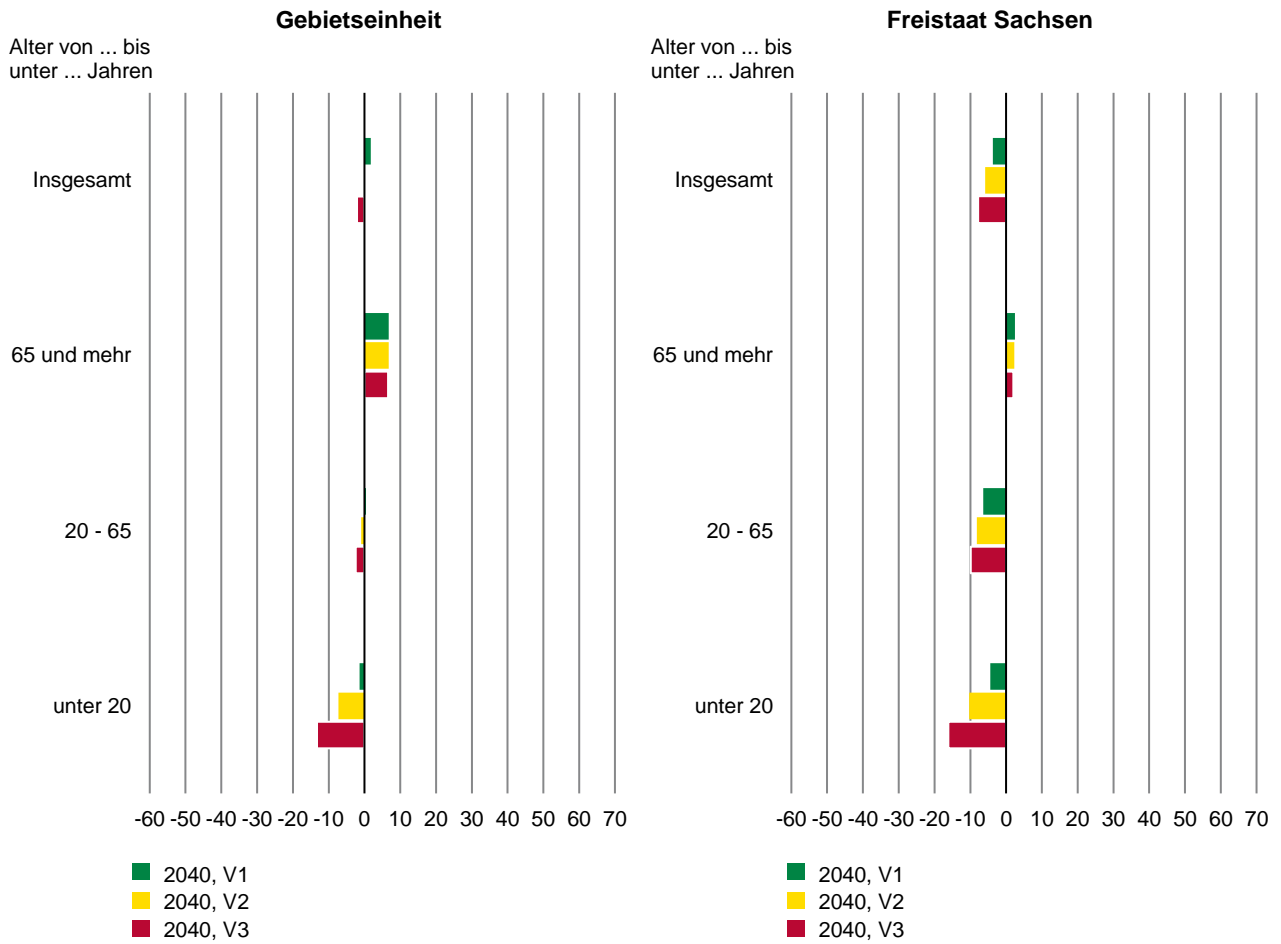 Gebietseinheit
Alter von ... bis
unter ... Jahren
Insgesamt
65 und mehr
20 - 65
unter 20
-60 -50 -40 -30 -20 -10 0 10 20 30 40 50 60 70
2040, V1
2040, V2
2040, V3
Freistaat Sachsen
Alter von ... bis
unter ... Jahren
Insgesamt
65 und mehr
20 - 65
unter 20
-60 -50 -40 -30 -20 -10 0 10 20 30 40 50 60 70
2040, V1
2040, V2
2040, V3